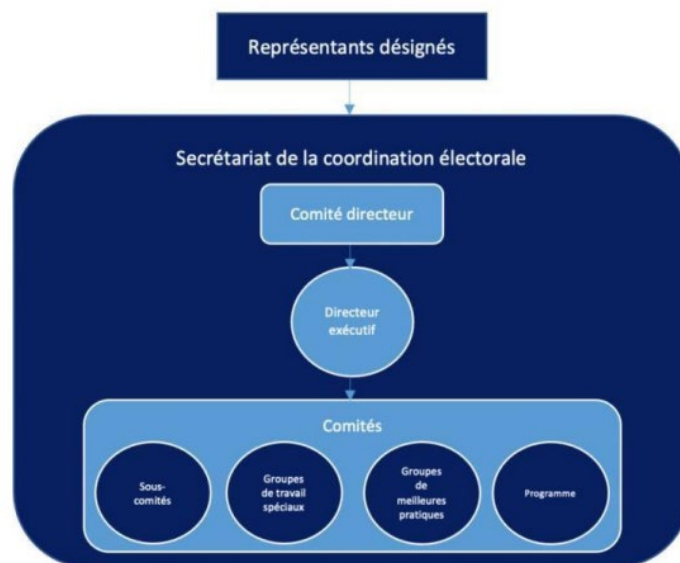 Représentants désignés
Secrétariat de la coordination électorale
Comité directeur
Directeur
exécutif
Comités
Sous-
comités
Groupes
de travail
spéciaux
Groupes
de
meilleures
pratiques
Programme